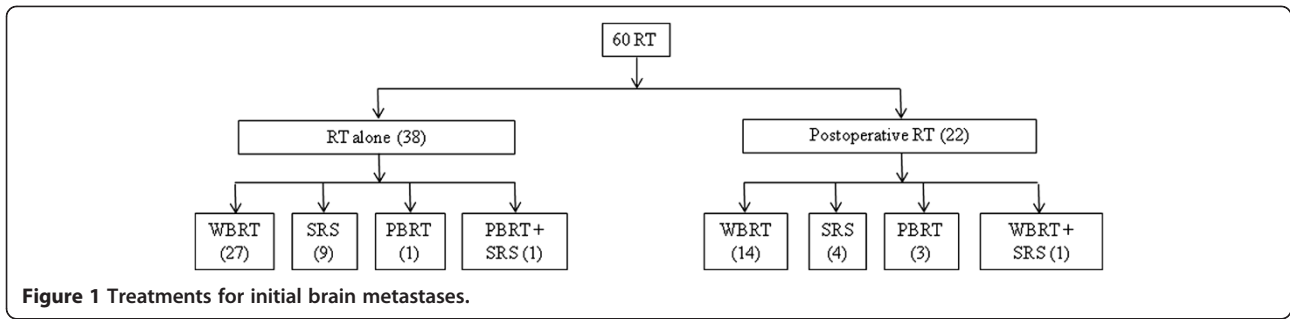 60 RT
RT alone (38)
Postoperative RT (22)
WBRT
(27)
SRS
(9)
PBRT
(1)
PBRT +
SRS (1)
WBRT
(14)
SRS
(4)
PBRT
(3)
WBRT +
SRS (1)
Figure 1 Treatments for initial brain metastases.